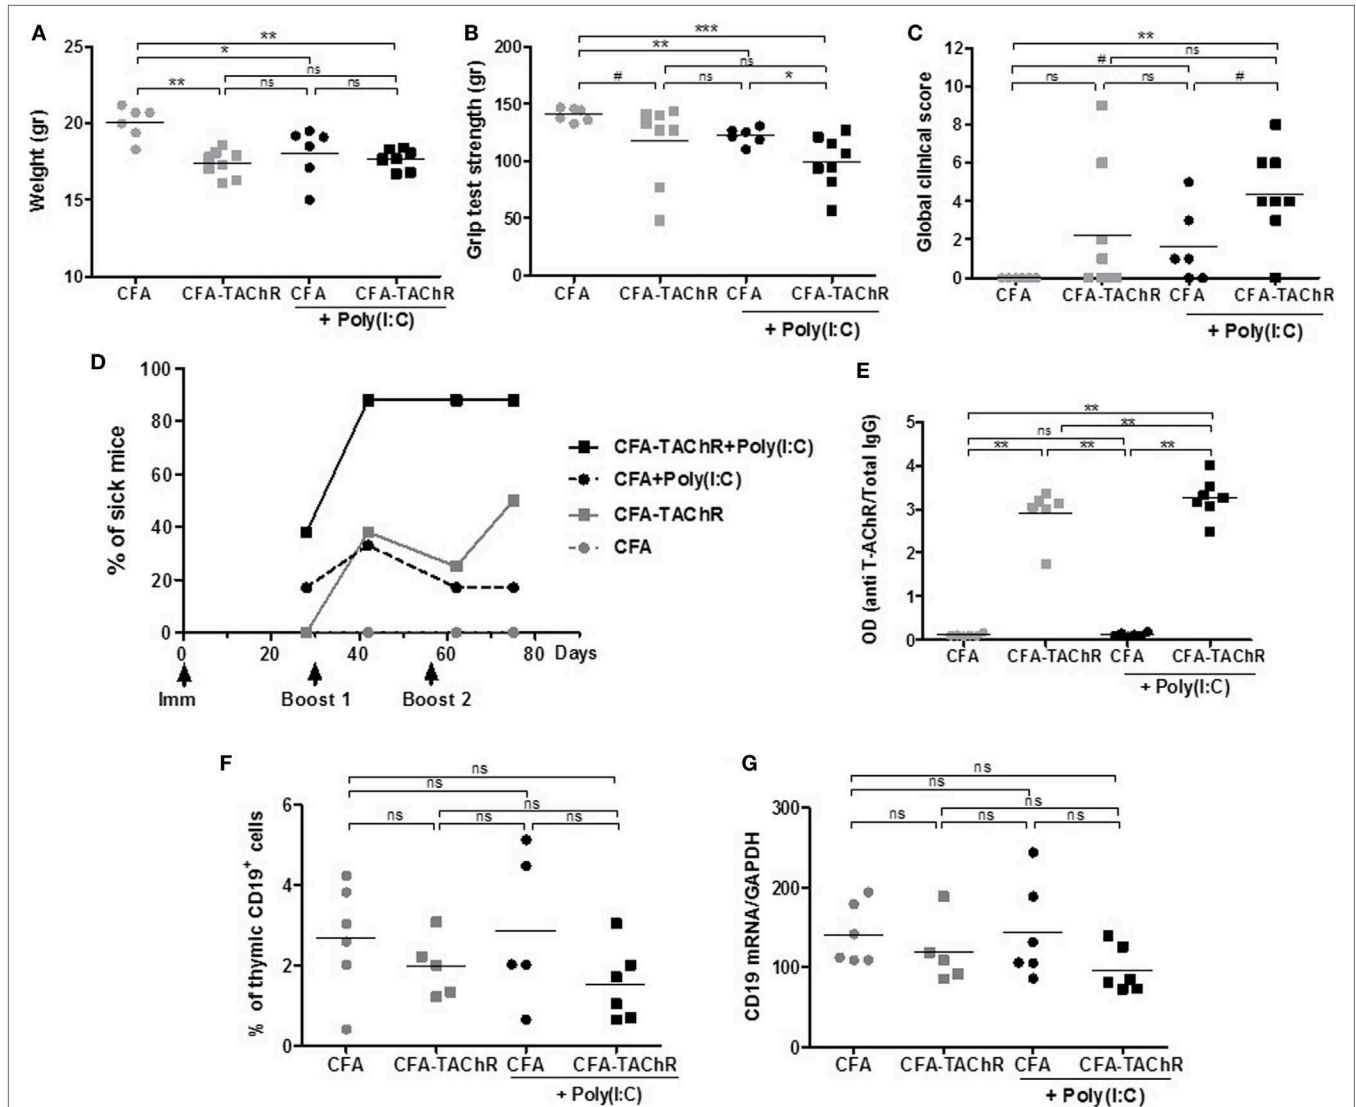 A
**
*
ns
**
ns
ns
Weight (gr)
25
20
15
10
CFA
CFA-TAChR
CFA
CFA-TAChR
+ Poly(I:C)
B
***
**
ns
#
ns
*
Grip test strength (gr)
200
150
100
50
0
CFA
CFA-TAChR
CFA
CFA-TAChR
+ Poly(I:C)
C
**
ns
#
ns
ns
#
Global clinical score
12
10
8
6
4
2
0
CFA
CFA-TAChR
CFA
CFA-TAChR
+ Poly(I:C)
D
% of sick mice
100
80
60
40
20
0
0
20
40
60
80
Days
Imm
Boost 1
Boost 2
CFA-TAChR+Poly(I:C)
CFA+Poly(I:C)
CFA-TAChR
CFA
E
**
**
ns
**
**
**
OD (anti T-AChR/Total IgG)
5
4
3
2
1
0
CFA
CFA-TAChR
CFA
CFA-TAChR
+ Poly(I:C)
F
ns
ns
ns
ns
ns
ns
% of thymic CD19+ cells
6
4
2
0
CFA
CFA-TAChR
CFA
CFA-TAChR
+ Poly(I:C)
G
ns
ns
ns
ns
ns
ns
CD19 mRNA/GAPDH
300
200
100
0
CFA
CFA-TAChR
CFA
CFA-TAChR
+ Poly(I:C)